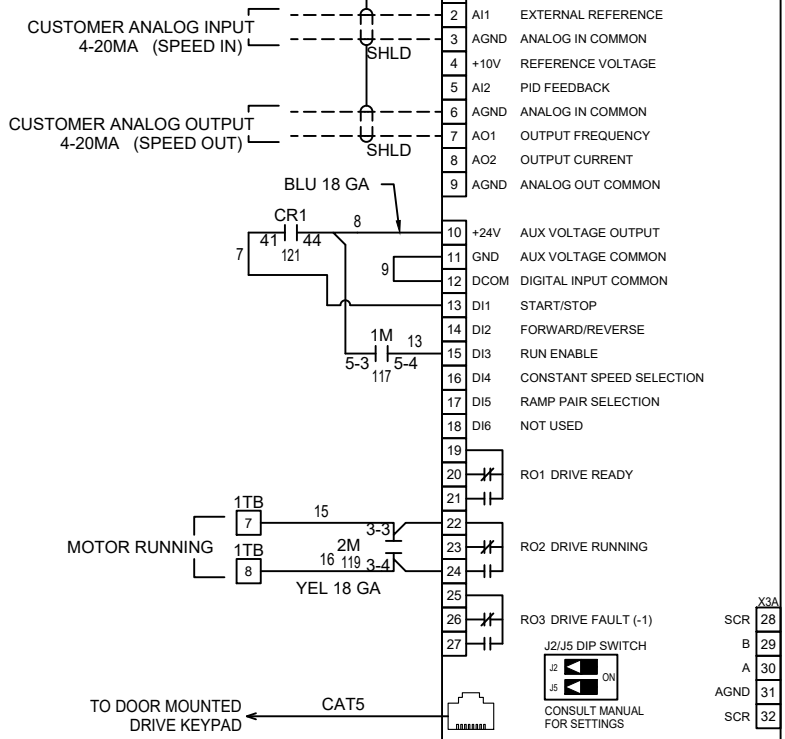 CUSTOMER ANALOG INPUT
4-20MA (SPEED IN)
SHLD
2 AI1 EXTERNAL REFERENCE
3 AGND ANALOG IN COMMON
4 +10V REFERENCE VOLTAGE
5 AI2 PID FEEDBACK
CUSTOMER ANALOG OUTPUT
4-20MA (SPEED OUT)
SHLD
6 AGND ANALOG IN COMMON
7 AO1 OUTPUT FREQUENCY
8 AO2 OUTPUT CURRENT
9 AGND ANALOG OUT COMMON
BLU 18 GA
CR1
8
41 44
121
7
9
10 +24V AUX VOLTAGE OUTPUT
11 GND AUX VOLTAGE COMMON
12 DCOM DIGITAL INPUT COMMON
13 DI1 START/STOP
14 DI2 FORWARD/REVERSE
1M 13
5-3 5-4
117
15 DI3 RUN ENABLE
16 DI4 CONSTANT SPEED SELECTION
17 DI5 RAMP PAIR SELECTION
18 DI6 NOT USED
19
20 RO1 DRIVE READY
21
MOTOR RUNNING
1TB
7
15
3-3
2M
1TB
8
16 119 3-4
YEL 18 GA
22
23 RO2 DRIVE RUNNING
24
25
26 RO3 DRIVE FAULT (-1)
27
J2/J5 DIP SWITCH
J2
J5
ON
CONSULT MANUAL
FOR SETTINGS
X3A
SCR 28
B 29
A 30
AGND 31
SCR 32
TO DOOR MOUNTED
DRIVE KEYPAD
CAT5